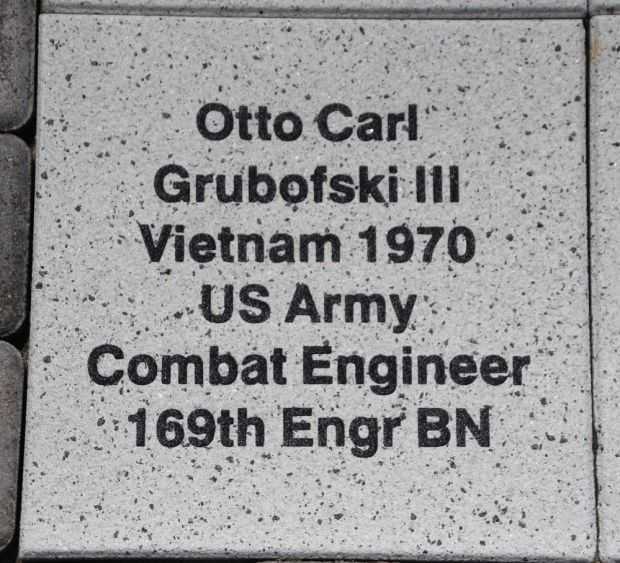 Otto Carl
Grubofski III
Vietnam 1970
US Army
Combat Engineer
169th Engr BN